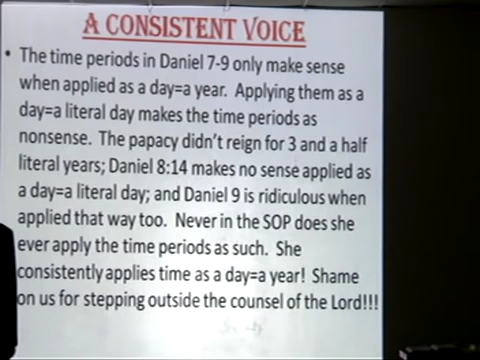 A CONSISTENT VOICE
• The time periods in Daniel 7-9 only make sense
when applied as a day=a year. Applying them as a
day=a literal day makes the time periods as
nonsense. The papacy didn't reign for 3 and a half
literal years; Daniel 8:14 makes no sense applied as
a day=a literal day; and Daniel 9 is ridiculous when
applied that way too. Never in the SOP does she
ever apply the time periods as such. She
consistently applies time as a day=a year! Shame
on us for stepping outside the counsel of the Lord!!!